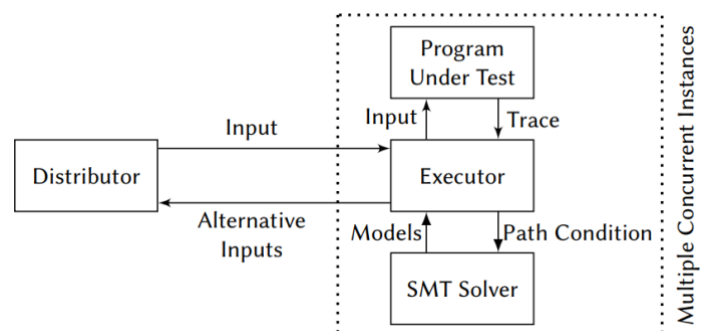 Program
Under Test
Input
Input
Trace
Distributor
Executor
Alternative
Inputs
Models
Path Condition
SMT Solver
Multiple Concurrent Instances